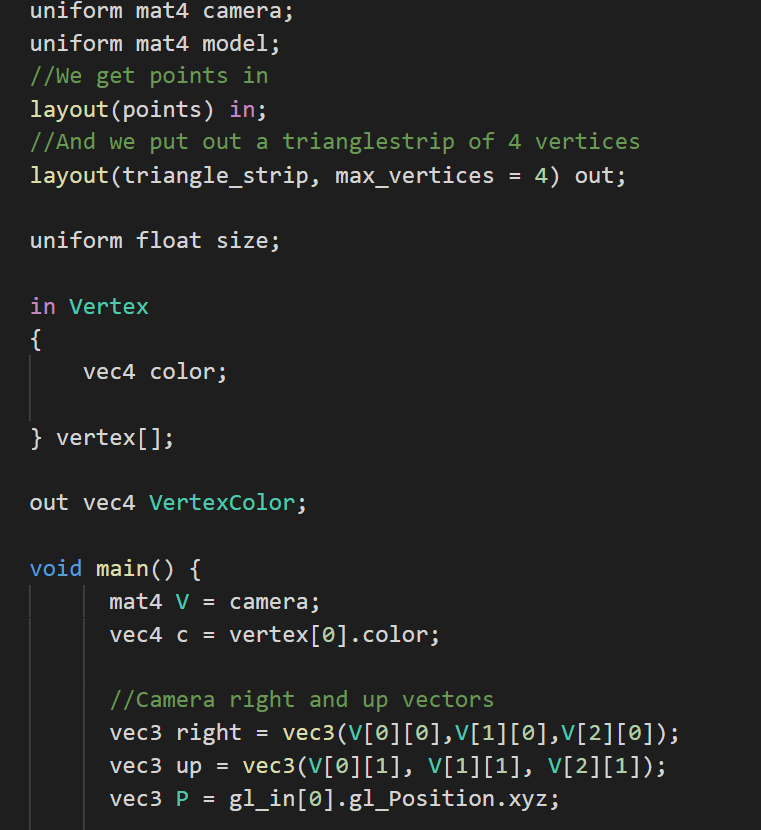 uniform mat4 camera;
uniform mat4 model;
//We get points in
layout(points) in;
//And we put out a trianglestrip of 4 vertices
layout(triangle_strip, max_vertices = 4) out;
uniform float size;
in Vertex
{
vec4 color;
} vertex[];
out vec4 VertexColor;
void main() {
mat4 V = camera;
vec4 c = vertex[0].color;
//Camera right and up vectors
vec3 right = vec3(V[0][0],V[1][0],V[2][0]);
vec3 up = vec3(V[0][1], V[1][1], V[2][1]);
vec3 P = gl_in[0].gl_Position.xyz;